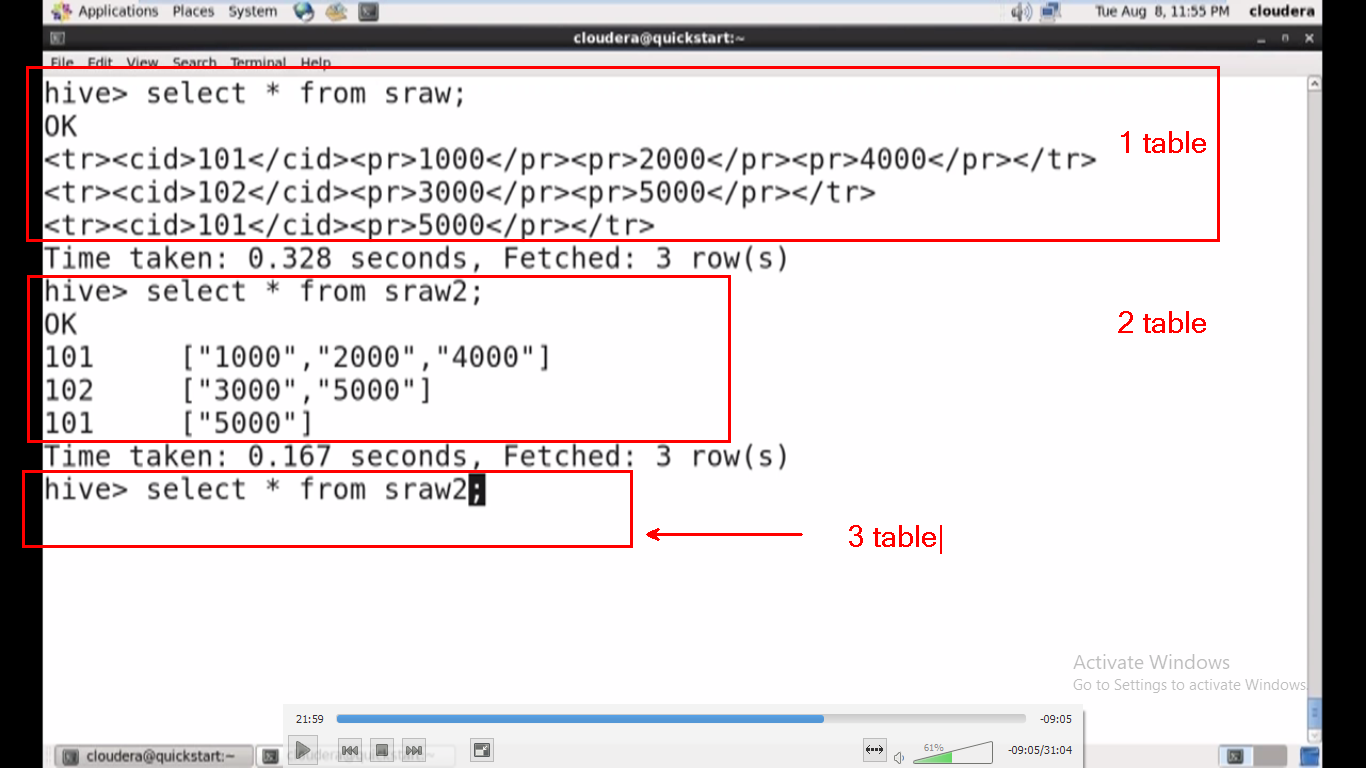 Applications Places System
Tue Aug 8, 11:55 PM cloudera
cloudera@quickstart:~
File Edit View Search Terminal Help
hive> select * from sraw;
OK
<tr><cid>101</cid><pr>1000</pr><pr>2000</pr><pr>4000</pr></tr>
<tr><cid>102</cid><pr>3000</pr><pr>5000</pr></tr>
<tr><cid>101</cid><pr>5000</pr></tr>
1 table
Time taken: 0.328 seconds, Fetched: 3 row(s)
hive> select * from sraw2;
OK
101 ["1000","2000","4000"]
102 ["3000","5000"]
101 ["5000"]
2 table
Time taken: 0.167 seconds, Fetched: 3 row(s)
hive> select * from sraw2;
3 table
Activate Windows
Go to Settings to activate Windows.
21:59 -09:05
61%
-09:05/31:04
cloudera@quickstart:~ cloudera@quickstart:~